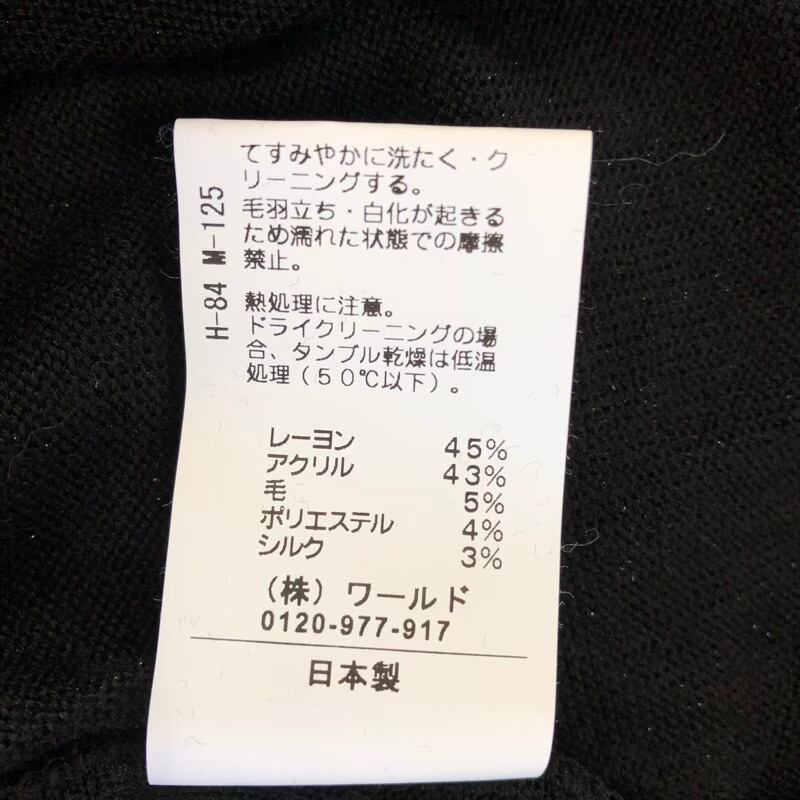 てすみやかに洗たく・ク
リーニングする。
毛羽立ち・白化が起きる
ため濡れた状態での摩擦
禁止。
熱処理に注意。
ドライクリーニングの場
合、タンブル乾燥は低温
処理(50℃以下)。
H-84 M-125
レーヨン 45%
アクリル 43%
毛 5%
ポリエステル 4%
シルク 3%
(株)ワールド
0120-977-917
日本製